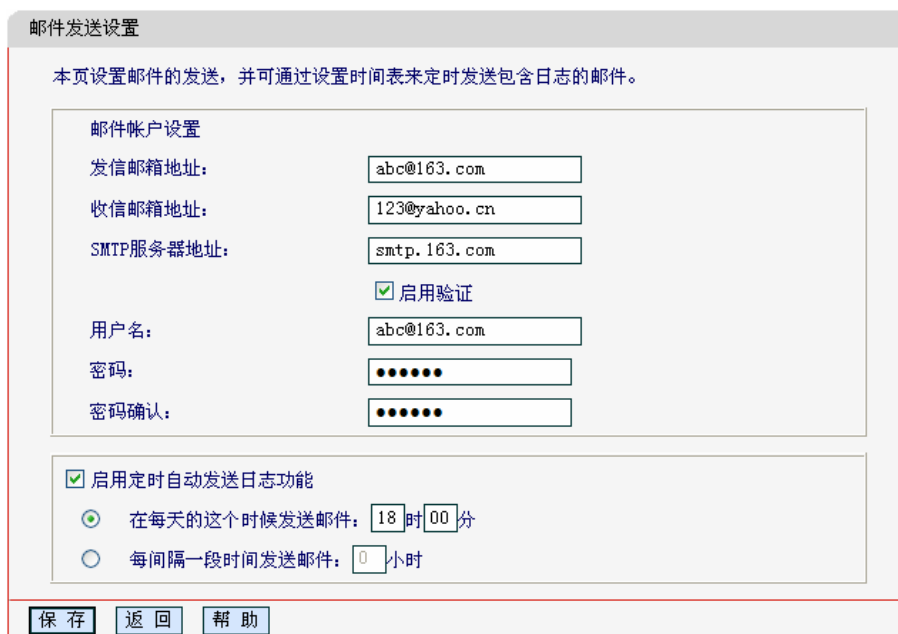 邮件发送设置
本页设置邮件的发送，并可通过设置时间表来定时发送包含日志的邮件。
邮件帐户设置
发信邮箱地址： abc@163.com
收信邮箱地址： 123@yahoo.cn
SMTP服务器地址： smtp.163.com
启用验证
用户名： abc@163.com
密码： ●●●●●●
密码确认： ●●●●●●
启用定时自动发送日志功能
在每天的这个时候发送邮件： 18 时 00 分
每间隔一段时间发送邮件： 0 小时
保 存 返 回 帮 助